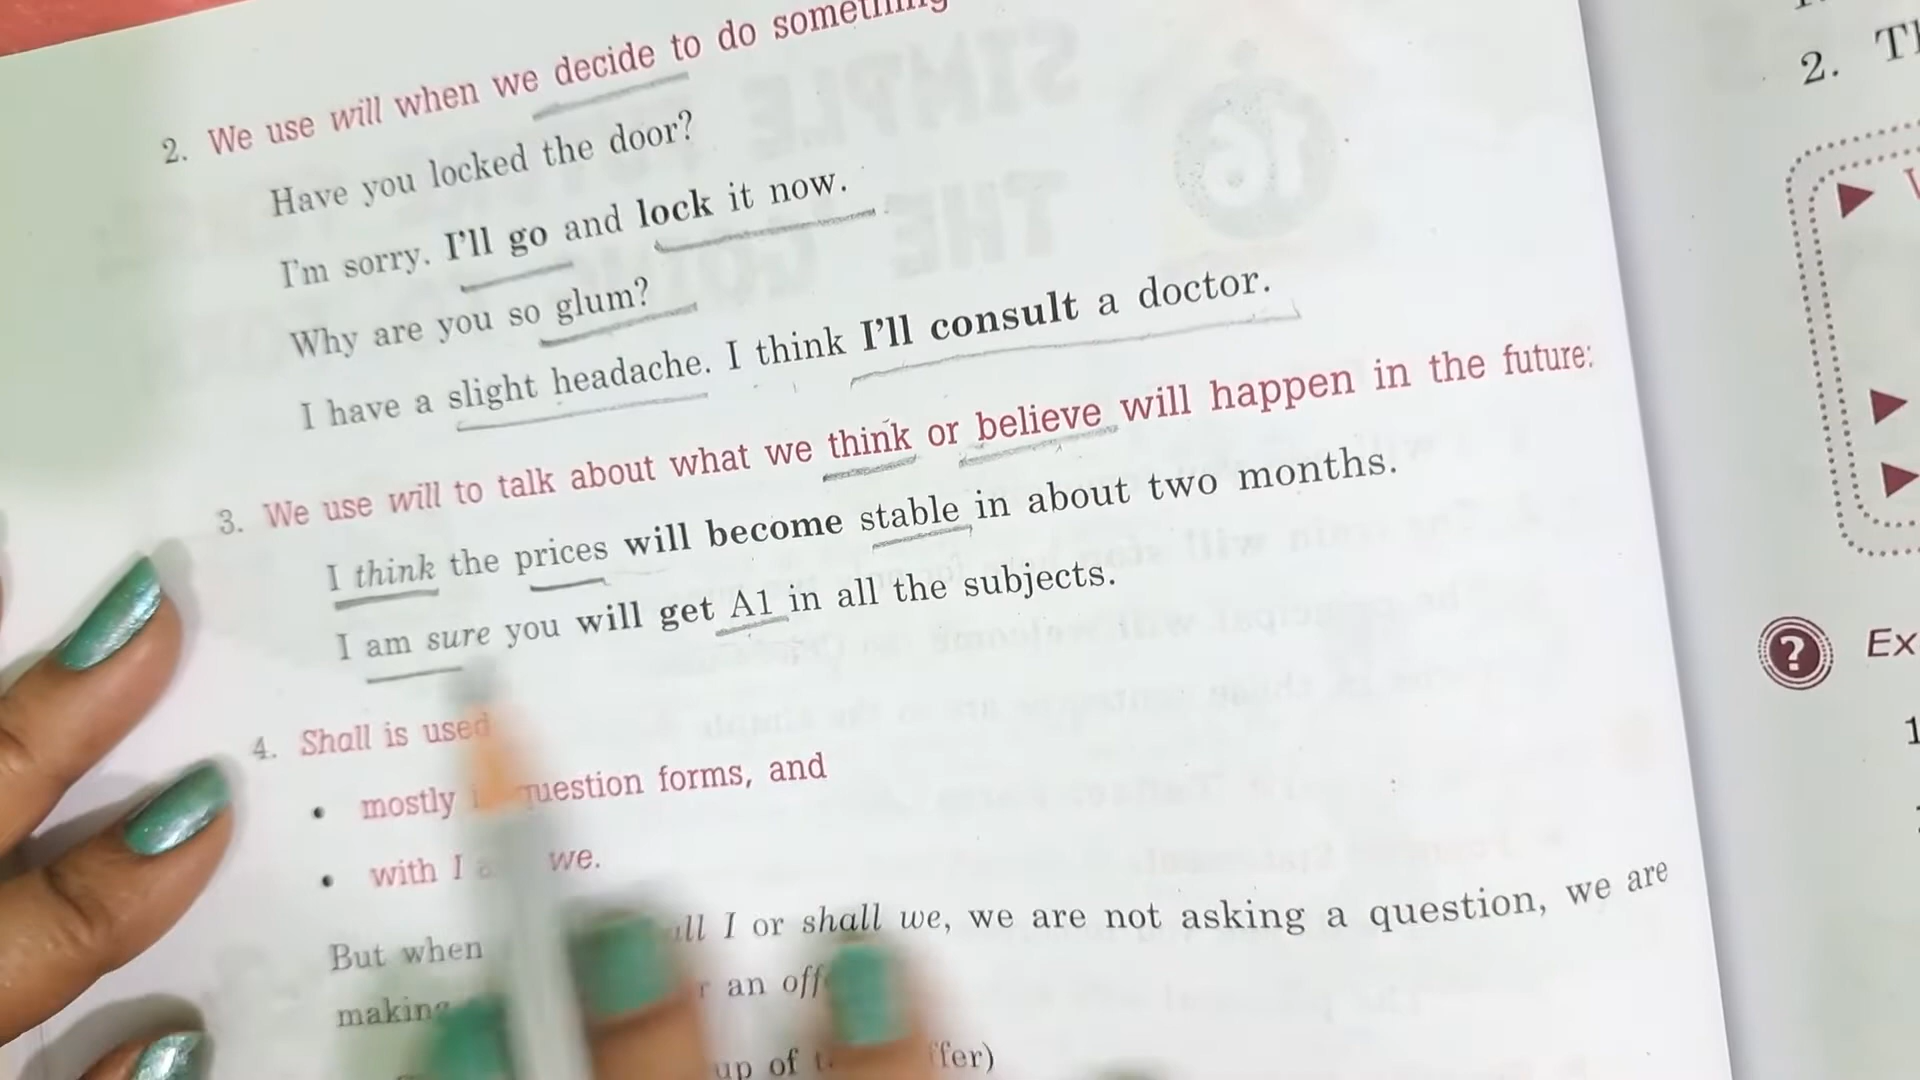 2. We use will when we decide to do something
Have you locked the door?
I'm sorry. I'll go and lock it now.
Why are you so glum?
I have a slight headache. I think I'll consult a doctor.
3. We use will to talk about what we think or believe will happen in the future:
I think the prices will become stable in about two months.
I am sure you will get A1 in all the subjects.
4. Shall is used
• mostly question forms, and
• with I we.
But when I or shall we, we are not asking a question, we are
making an
up of
2.
Ex
1